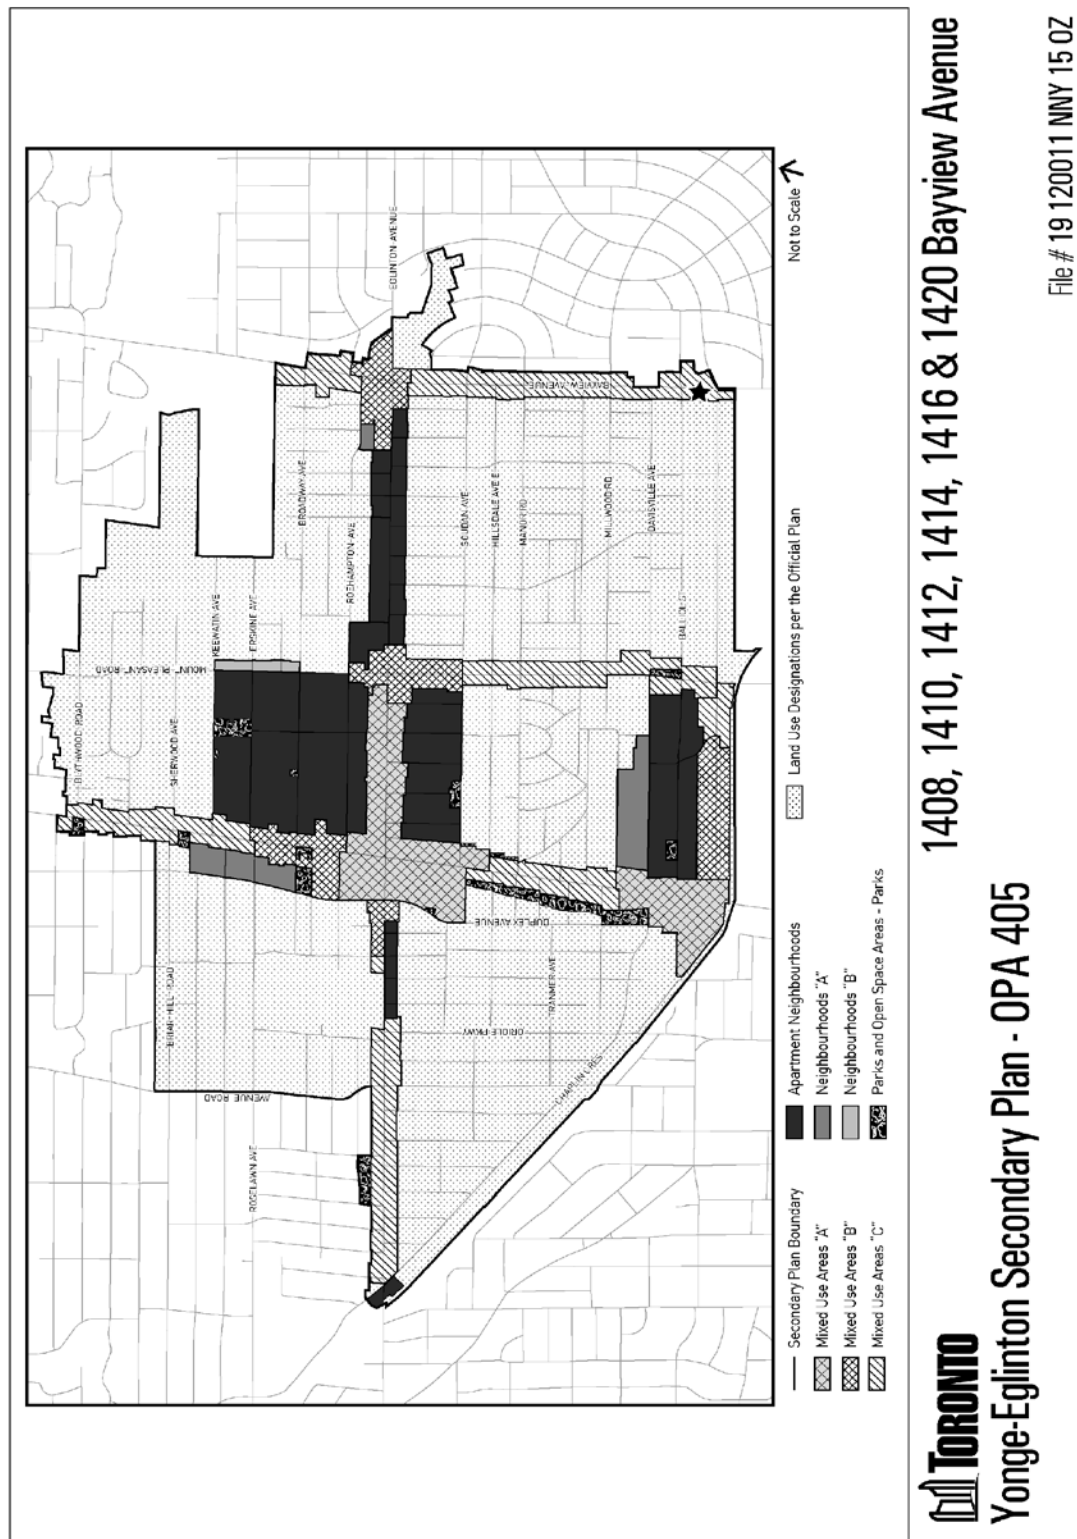 BLYTHWOOD ROAD
SHERWOOD AVE
KEEWATIN AVE
ERSKINE AVE
MOUNT PLEASANT ROAD
BROADWAY AVE
ROEHAMPTON AVE
EGLINTON AVENUE
BAYVIEW AVENUE
SOUDAN AVE
HILLSDALE AVE E
MANOR RD
MILLWOOD RD
DAVISVILLE AVE
BALLIOL ST
BRIAR HILL ROAD
AVENUE ROAD
ROSELAWN AVE
DUPLEX AVENUE
TRANMER AVE
ORIOLE PKWY
CHAPLIN CRES
Not to Scale
Secondary Plan Boundary
Mixed Use Areas "A"
Mixed Use Areas "B"
Mixed Use Areas "C"
Apartment Neighbourhoods
Neighbourhoods "A"
Neighbourhoods "B"
Parks and Open Space Areas - Parks
Land Use Designations per the Official Plan
TORONTO
1408, 1410, 1412, 1414, 1416 & 1420 Bayview Avenue
Yonge-Eglinton Secondary Plan - OPA 405
File # 19 120011 NNY 15 OZ